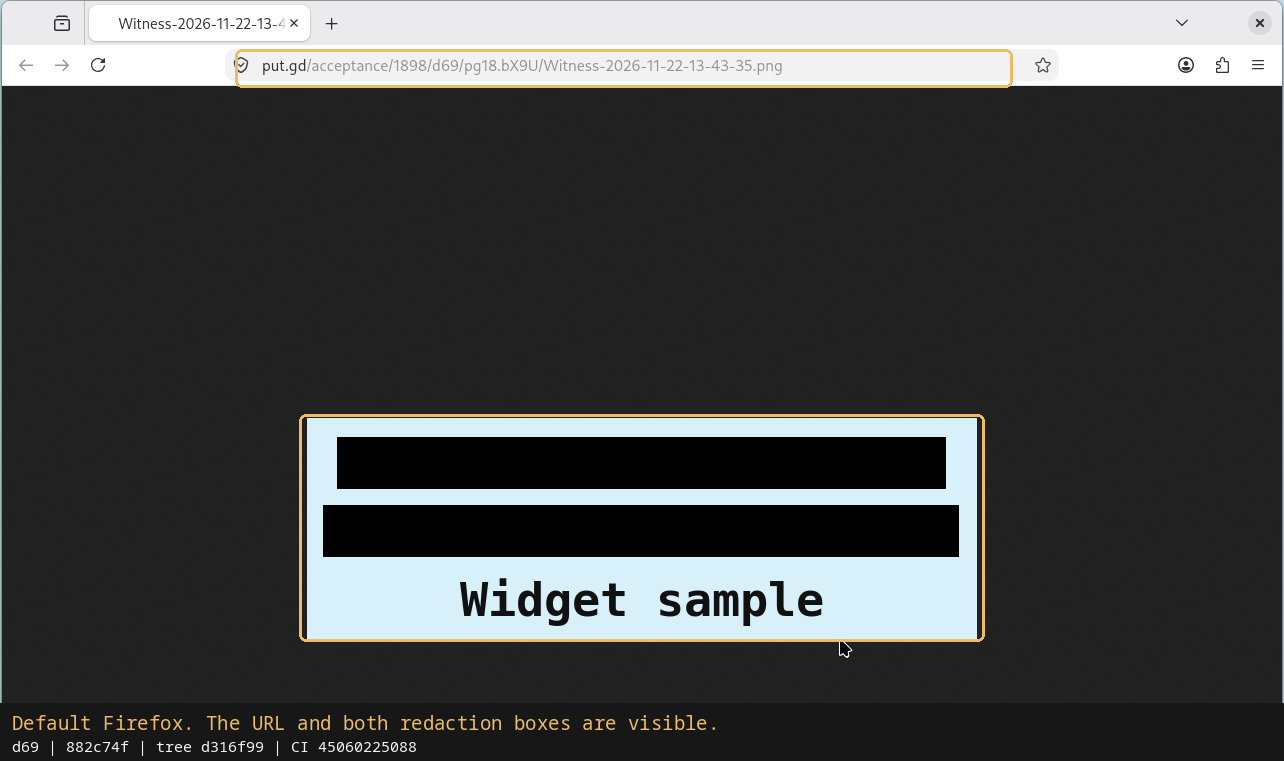 Witness-2026-11-22-13-4
put.gd/acceptance/1898/d69/pg18.bX9U/Witness-2026-11-22-13-43-35.png
Widget sample
Default Firefox. The URL and both redaction boxes are visible.
d69 | 882c74f | tree d316f99 | CI 45060225088